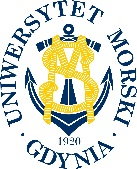 UNIWERSYTET MORSKI
1920
· GDYNIA ·